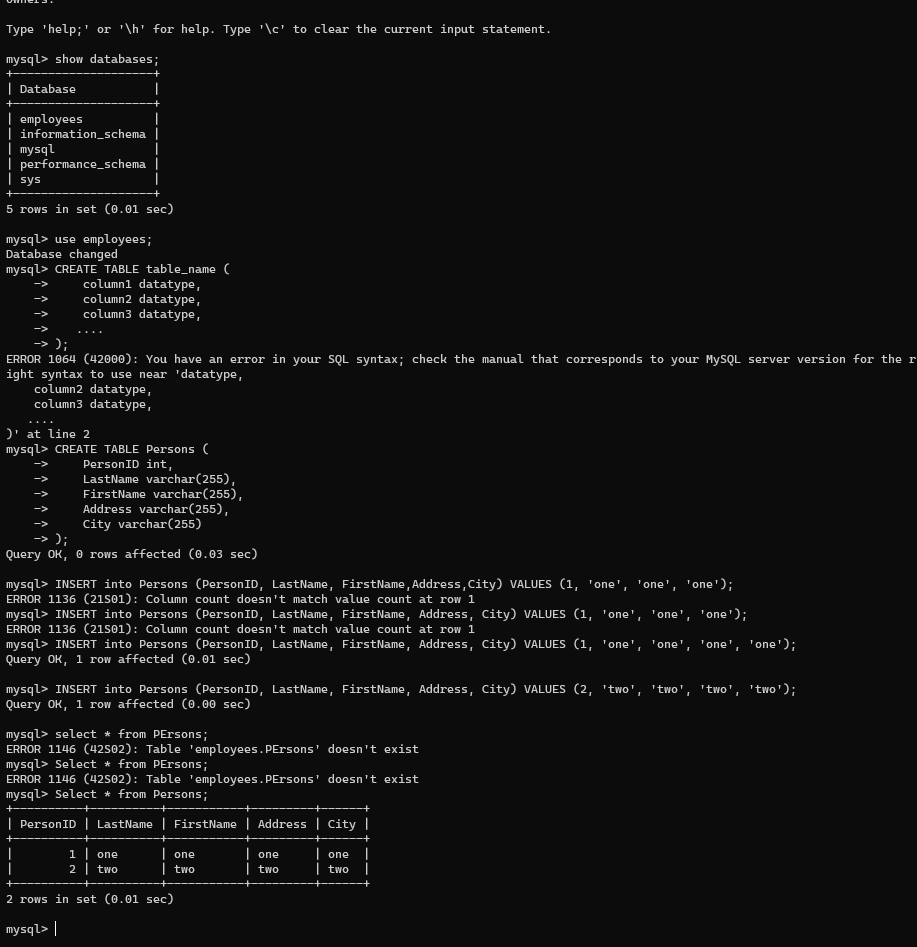 owners.
Type 'help;' or '\h' for help. Type '\c' to clear the current input statement.
mysql> show databases;
+--------------------+
| Database           |
+--------------------+
| employees          |
| information_schema |
| mysql              |
| performance_schema |
| sys                |
+--------------------+
5 rows in set (0.01 sec)
mysql> use employees;
Database changed
mysql> CREATE TABLE table_name (
    ->     column1 datatype,
    ->     column2 datatype,
    ->     column3 datatype,
    ->    ....
    -> );
ERROR 1064 (42000): You have an error in your SQL syntax; check the manual that corresponds to your MySQL server version for the r
ight syntax to use near 'datatype,
    column2 datatype,
    column3 datatype,
   ....
)' at line 2
mysql> CREATE TABLE Persons (
    ->     PersonID int,
    ->     LastName varchar(255),
    ->     FirstName varchar(255),
    ->     Address varchar(255),
    ->     City varchar(255)
    -> );
Query OK, 0 rows affected (0.03 sec)
mysql> INSERT into Persons (PersonID, LastName, FirstName,Address,City) VALUES (1, 'one', 'one', 'one');
ERROR 1136 (21S01): Column count doesn't match value count at row 1
mysql> INSERT into Persons (PersonID, LastName, FirstName, Address, City) VALUES (1, 'one', 'one', 'one');
ERROR 1136 (21S01): Column count doesn't match value count at row 1
mysql> INSERT into Persons (PersonID, LastName, FirstName, Address, City) VALUES (1, 'one', 'one', 'one', 'one');
Query OK, 1 row affected (0.01 sec)
mysql> INSERT into Persons (PersonID, LastName, FirstName, Address, City) VALUES (2, 'two', 'two', 'two', 'two');
Query OK, 1 row affected (0.00 sec)
mysql> select * from PErsons;
ERROR 1146 (42S02): Table 'employees.PErsons' doesn't exist
mysql> Select * from PErsons;
ERROR 1146 (42S02): Table 'employees.PErsons' doesn't exist
mysql> Select * from Persons;
+----------+----------+-----------+---------+------+
| PersonID | LastName | FirstName | Address | City |
+----------+----------+-----------+---------+------+
|        1 | one      | one       | one     | one  |
|        2 | two      | two       | two     | two  |
+----------+----------+-----------+---------+------+
2 rows in set (0.01 sec)
mysql>